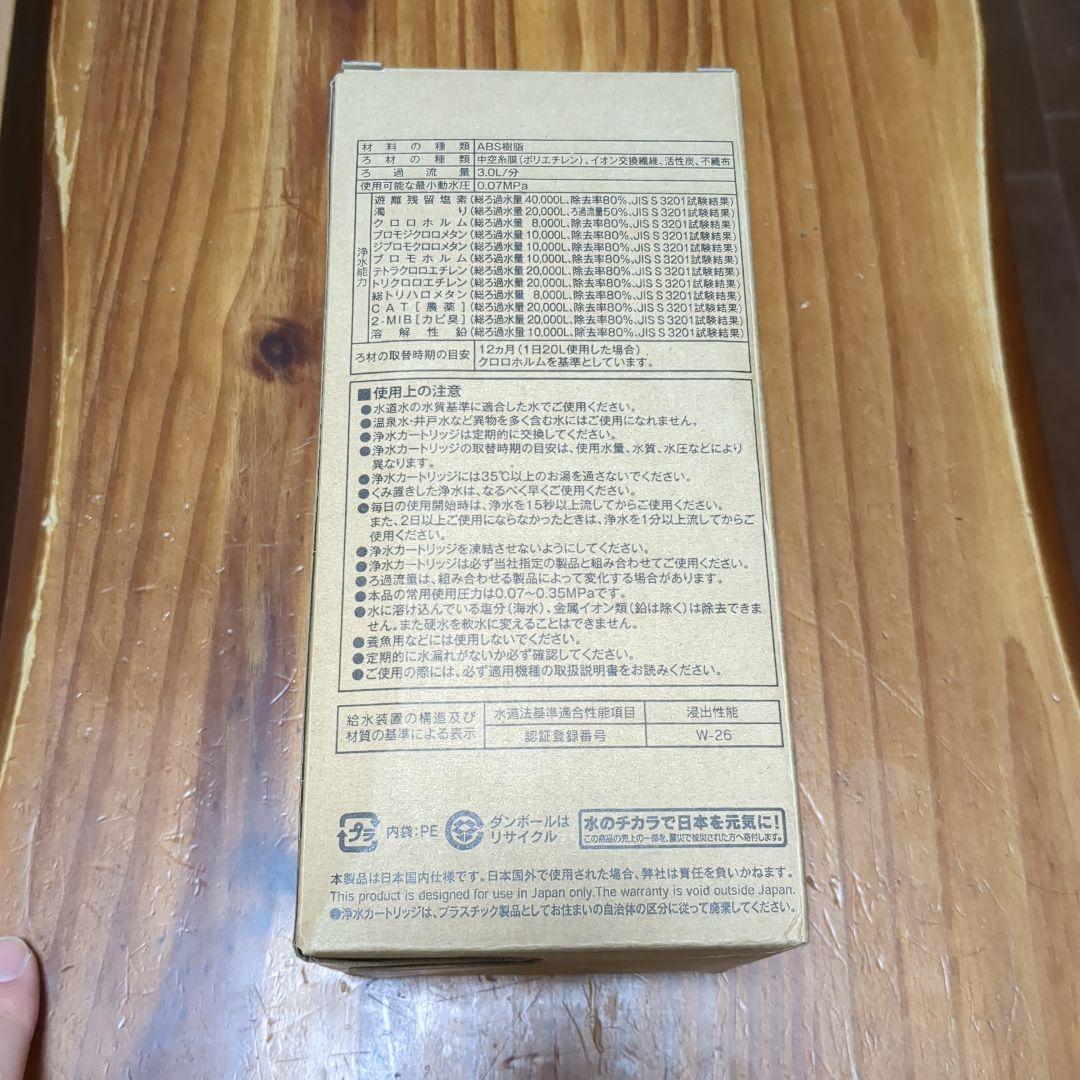 材料の種類 ABS樹脂
ろ材の種類 中空糸膜(ポリエチレン)、イオン交換繊維、活性炭、不織布
ろ過流量 3.0L/分
使用可能な最小動水圧 0.07MPa
浄水能力
遊離残留塩素 (総ろ過水量 40,000L、除去率80%、JIS S 3201試験結果)
濁り (総ろ過水量 20,000L、ろ過流量50%、JIS S 3201試験結果)
クロロホルム (総ろ過水量 8,000L、除去率80%、JIS S 3201試験結果)
ブロモジクロロメタン (総ろ過水量 10,000L、除去率80%、JIS S 3201試験結果)
ジブロモクロロメタン (総ろ過水量 10,000L、除去率80%、JIS S 3201試験結果)
ブロモホルム (総ろ過水量 10,000L、除去率80%、JIS S 3201試験結果)
テトラクロロエチレン (総ろ過水量 20,000L、除去率80%、JIS S 3201試験結果)
トリクロロエチレン (総ろ過水量 20,000L、除去率80%、JIS S 3201試験結果)
総トリハロメタン (総ろ過水量 8,000L、除去率80%、JIS S 3201試験結果)
CAT[農薬] (総ろ過水量 20,000L、除去率80%、JIS S 3201試験結果)
2-MIB[カビ臭] (総ろ過水量 20,000L、除去率80%、JIS S 3201試験結果)
溶解性鉛 (総ろ過水量 10,000L、除去率80%、JIS S 3201試験結果)
ろ材の取替時期の目安 12ヵ月(1日20L使用した場合)
クロロホルムを基準としています。
■使用上の注意
●水道水の水質基準に適合した水でご使用ください。
●温泉水・井戸水など異物を多く含む水にはご使用になれません。
●浄水カートリッジは定期的に交換してください。
●浄水カートリッジの取替時期の目安は、使用水量、水質、水圧などにより
異なります。
●浄水カートリッジには35℃以上のお湯を通さないでください。
●くみ置きした浄水は、なるべく早くご使用ください。
●毎日の使用開始時は、浄水を15秒以上流してからご使用ください。
また、2日以上ご使用にならなかったときは、浄水を1分以上流してからご
使用ください。
●浄水カートリッジを凍結させないようにしてください。
●浄水カートリッジは必ず当社指定の製品と組み合わせてご使用ください。
●ろ過流量は、組み合わせる製品によって変化する場合があります。
●本品の常用使用圧力は0.07〜0.35MPaです。
●水に溶け込んでいる塩分(海水)、金属イオン類(鉛は除く)は除去できま
せん。また硬水を軟水に変えることはできません。
●養魚用などには使用しないでください。
●定期的に水漏れがないか必ず確認してください。
●ご使用の際には、必ず適用機種の取扱説明書をお読みください。
給水装置の構造及び
材質の基準による表示
水道法基準適合性能項目 浸出性能
認証登録番号 W-26
プラ 内袋:PE
ダンボールは
リサイクル
水のチカラで日本を元気に!
この商品の売上の一部を、震災で被災された方へ寄付します。
本製品は日本国内仕様です。日本国外で使用された場合、弊社は責任を負いかねます。
This product is designed for use in Japan only.The warranty is void outside Japan.
●浄水カートリッジは、プラスチック製品としてお住まいの自治体の区分に従って廃棄してください。